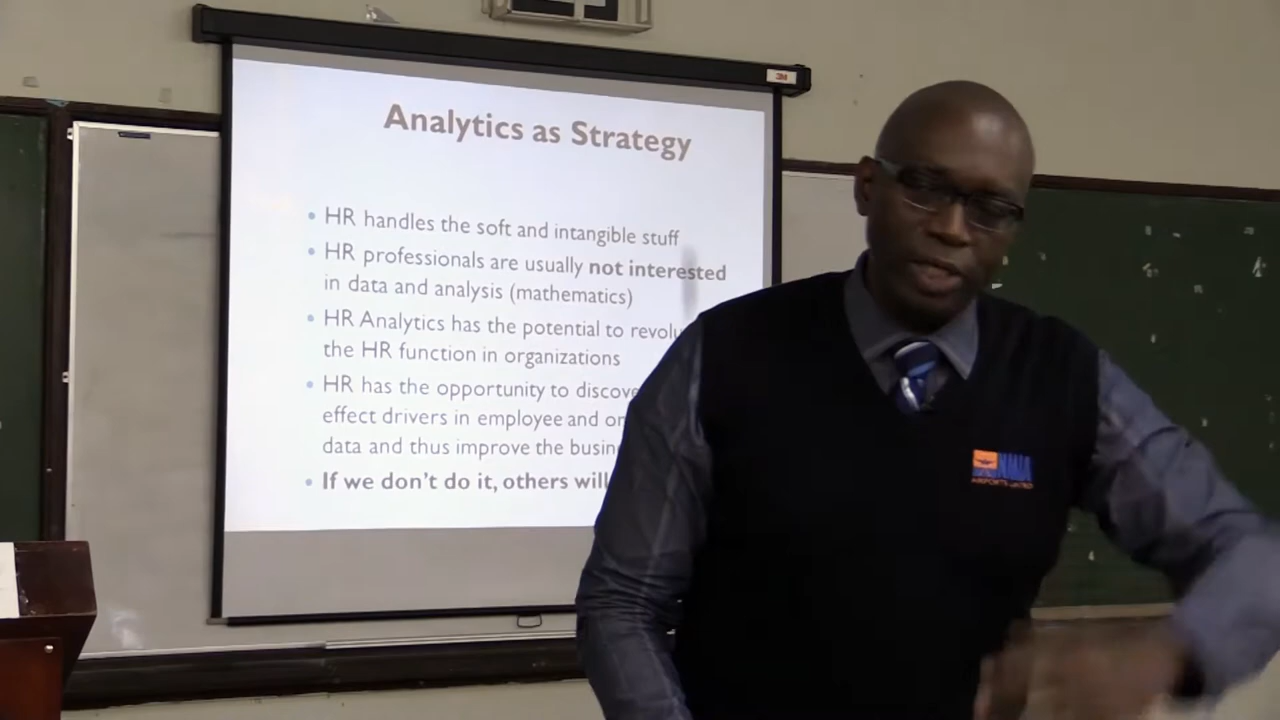 3M
Analytics as Strategy
• HR handles the soft and intangible stuff
• HR professionals are usually not interested
in data and analysis (mathematics)
• HR Analytics has the potential to revolu
the HR function in organizations
• HR has the opportunity to discove
effect drivers in employee and or
data and thus improve the busin
• If we don't do it, others will